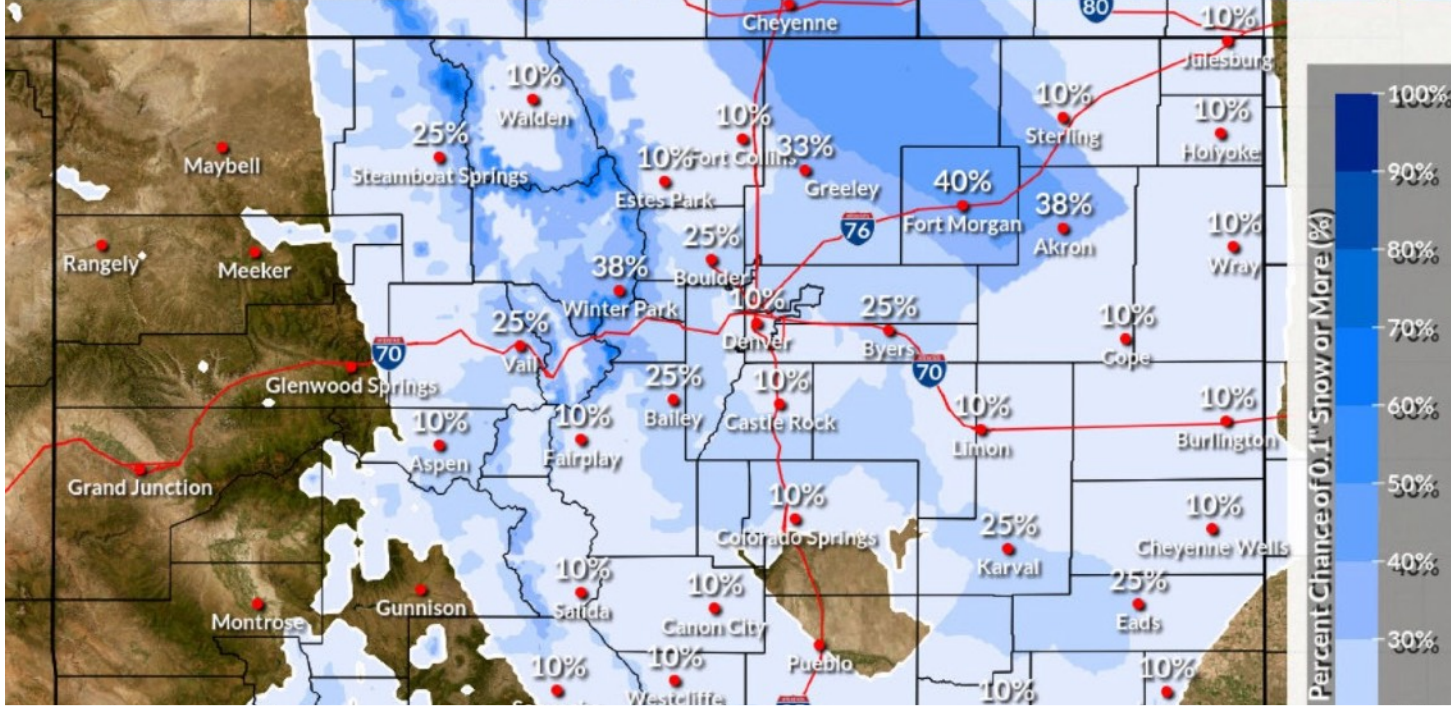 Cheyenne
80
10%
Julesburg
10%
Walden
25%
Steamboat Springs
Maybell
10%
Fort Collins
10%
Estes Park
33%
Greeley
10%
Sterling
10%
Holyoke
40%
Fort Morgan
38%
Akron
76
Rangely
Meeker
25%
Boulder
38%
Winter Park
10%
Wray
10%
Denver
25%
Byers
10%
Cope
25%
Vail
70
Glenwood Springs
70
25%
Bailey
10%
Castle Rock
10%
Limon
10%
Burlington
10%
Aspen
10%
Fairplay
Grand Junction
10%
Colorado Springs
25%
Karval
10%
Cheyenne Wells
Montrose
Gunnison
10%
Salida
10%
Canon City
25%
Eads
Pueblo
10%
10%
Westcliffe
10%
10%
Percent Chance of 0.1" Snow or More (%)
100%
90%
80%
70%
60%
50%
40%
30%